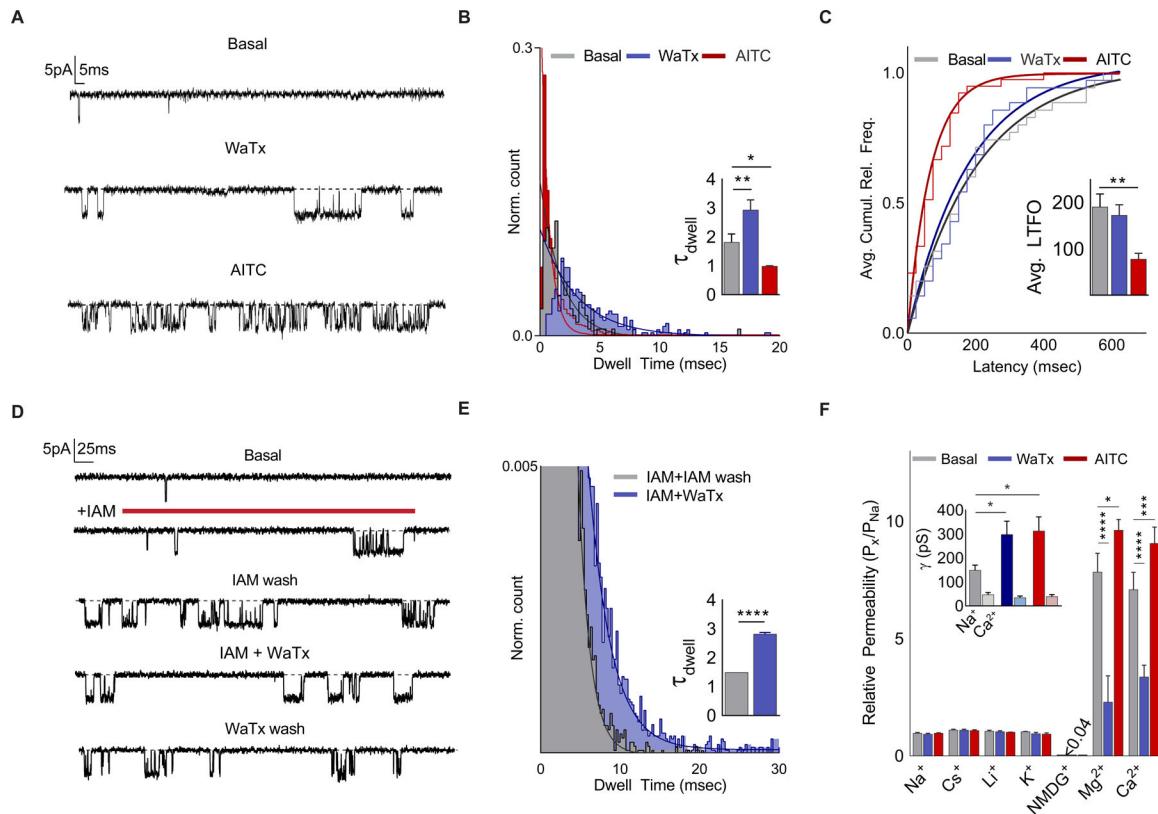 A
Basal
5pA 5ms
WaTx
AITC
B
0.3
Basal WaTx AITC
Norm. count
*
**
4
3
2
1
0
τdwell
0.0
0 5 10 15 20
Dwell Time (msec)
C
Basal WaTx AITC
1.0
0.5
0.0
Avg. Cumul. Rel. Freq.
**
200
100
Avg. LTFO
0 200 400 600
Latency (msec)
D
5pA 25ms
Basal
+IAM
IAM wash
IAM + WaTx
WaTx wash
E
0.005
IAM+IAM wash
IAM+WaTx
Norm. count
****
4
3
2
1
0
τdwell
0.0
0 10 20 30
Dwell Time (msec)
F
Basal WaTx AITC
10
5
0
Relative Permeability (Px/PNa)
*
*
400
300
200
100
0
γ (pS)
Na⁺
Ca²⁺
****
*
****
***
<0.04
Na⁺ Cs⁺ Li⁺ K⁺ NMDG⁺ Mg²⁺ Ca²⁺